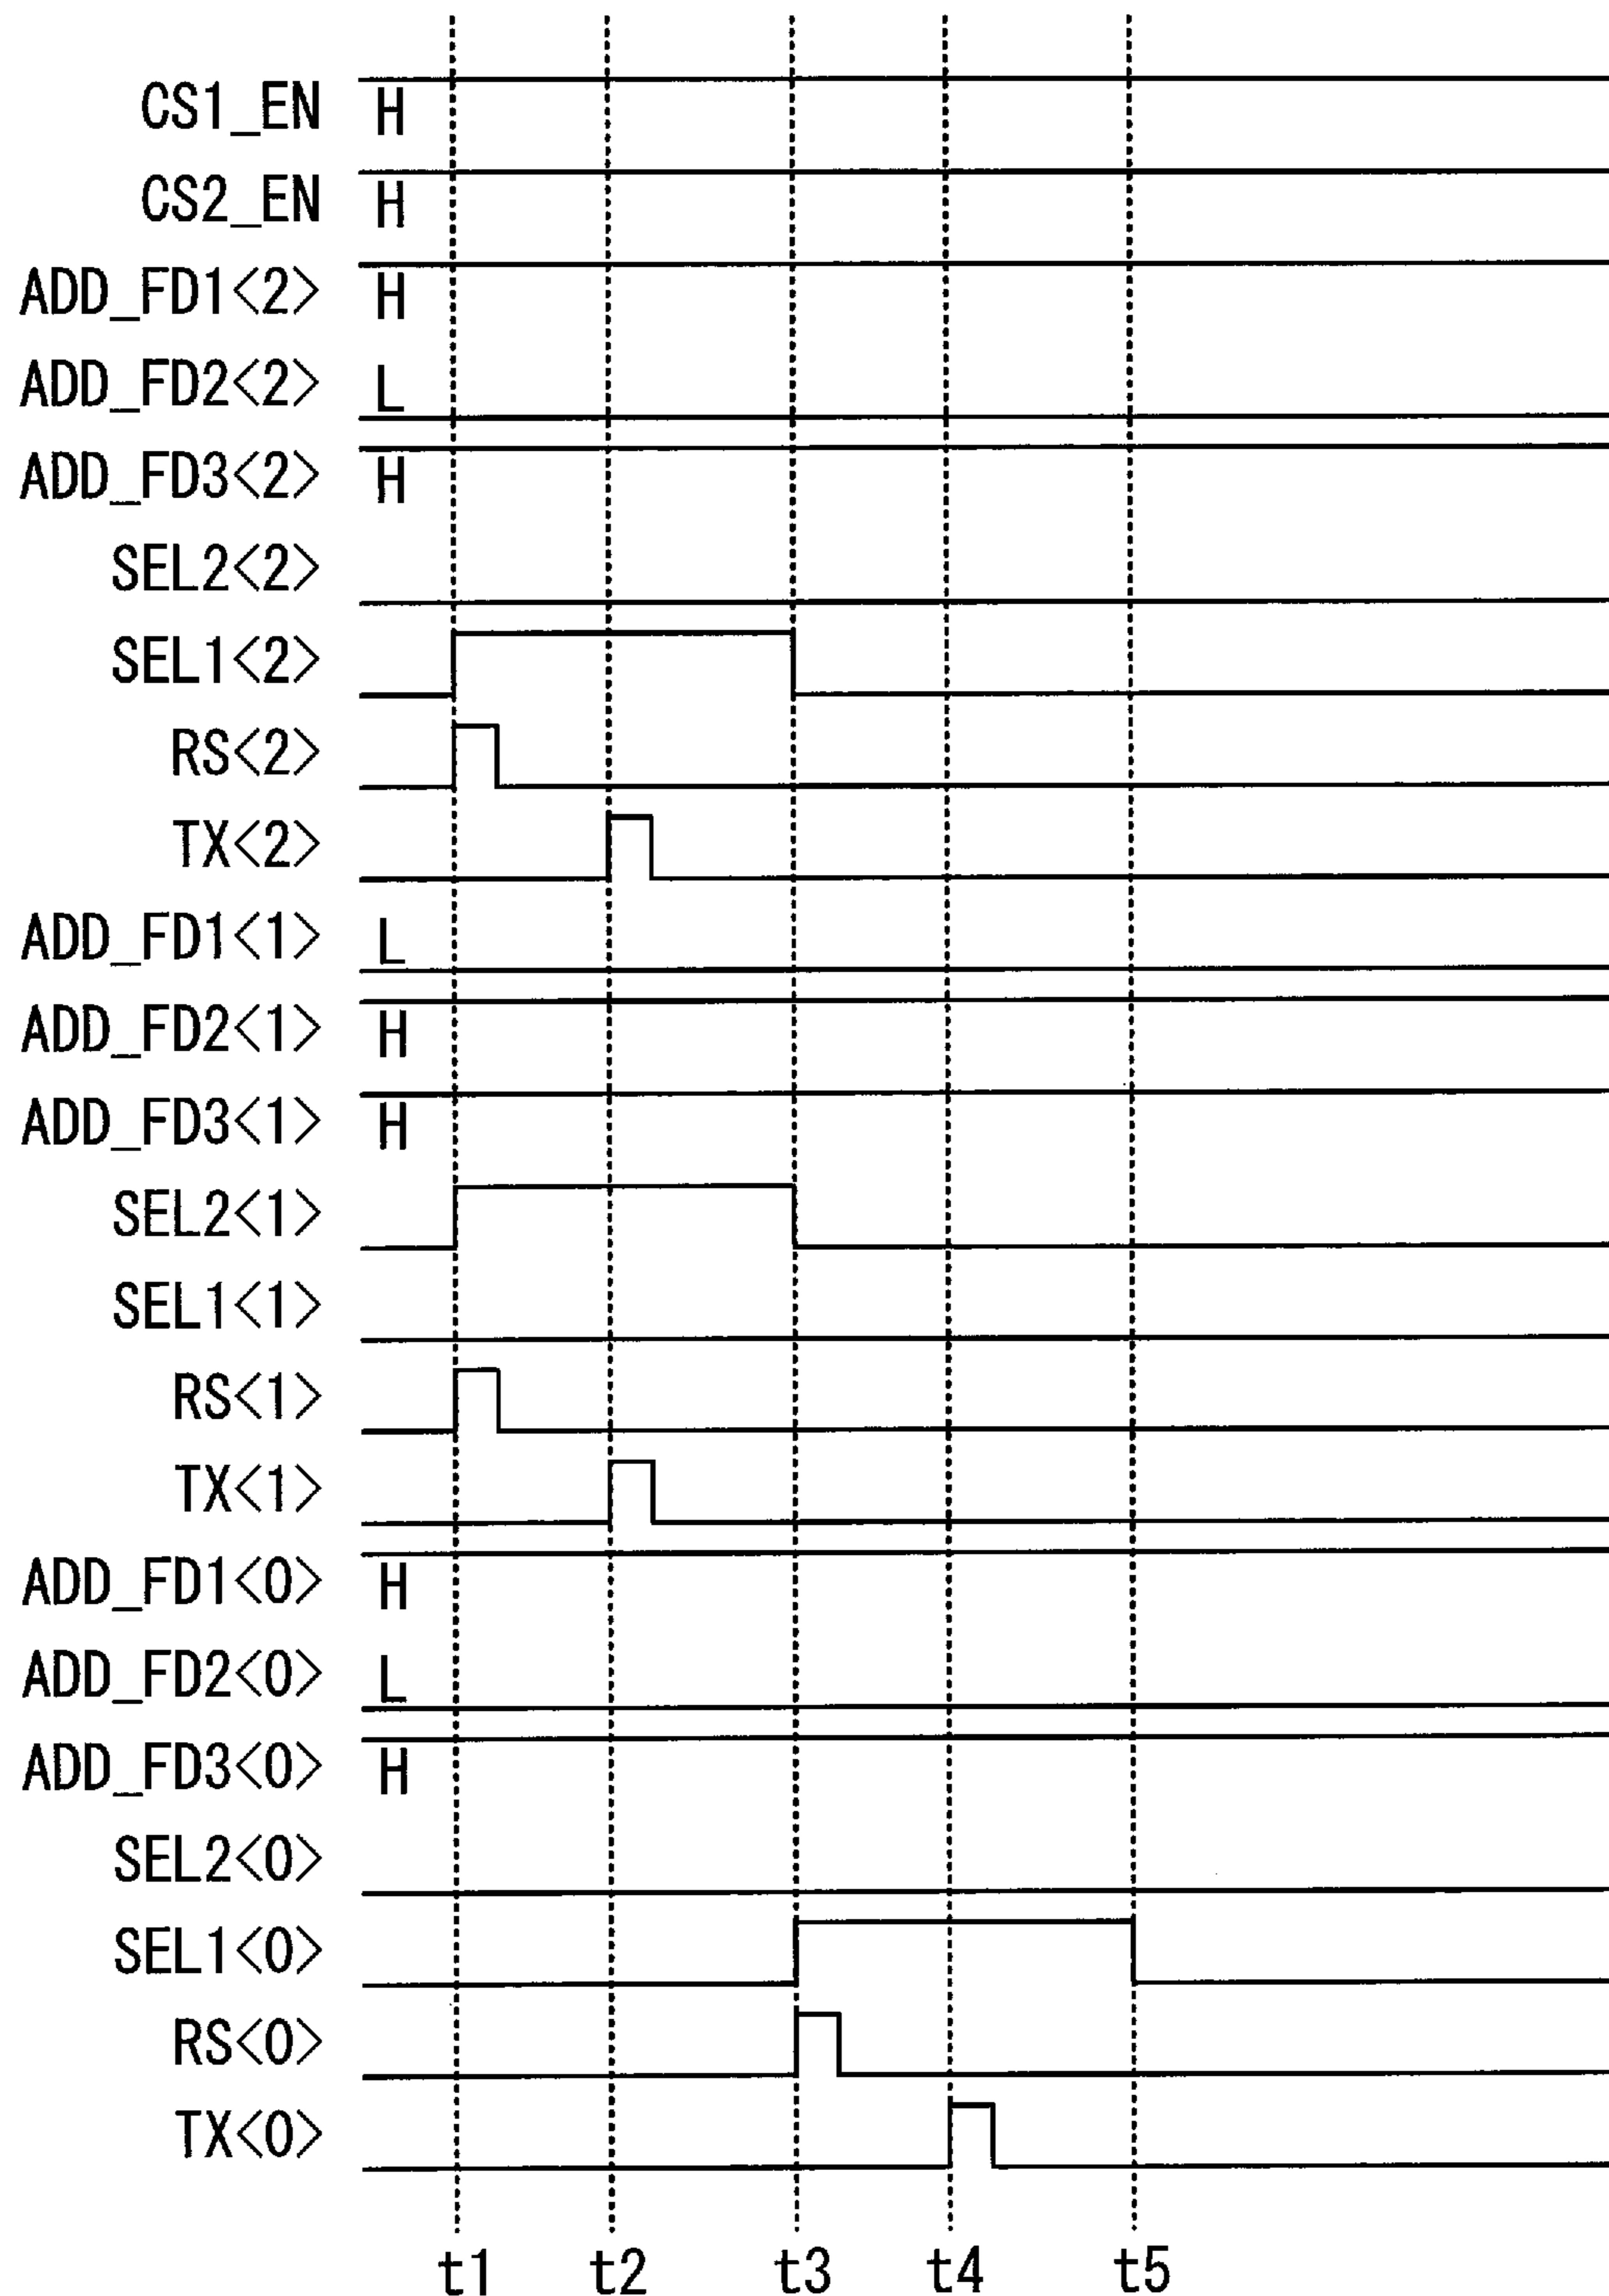 CS1_EN H
CS2_EN H
ADD_FD1<2> H
ADD_FD2<2> L
ADD_FD3<2> H
SEL2<2>
SEL1<2>
RS<2>
TX<2>
ADD_FD1<1> L
ADD_FD2<1> H
ADD_FD3<1> H
SEL2<1>
SEL1<1>
RS<1>
TX<1>
ADD_FD1<0> H
ADD_FD2<0> L
ADD_FD3<0> H
SEL2<0>
SEL1<0>
RS<0>
TX<0>
t1 t2 t3 t4 t5